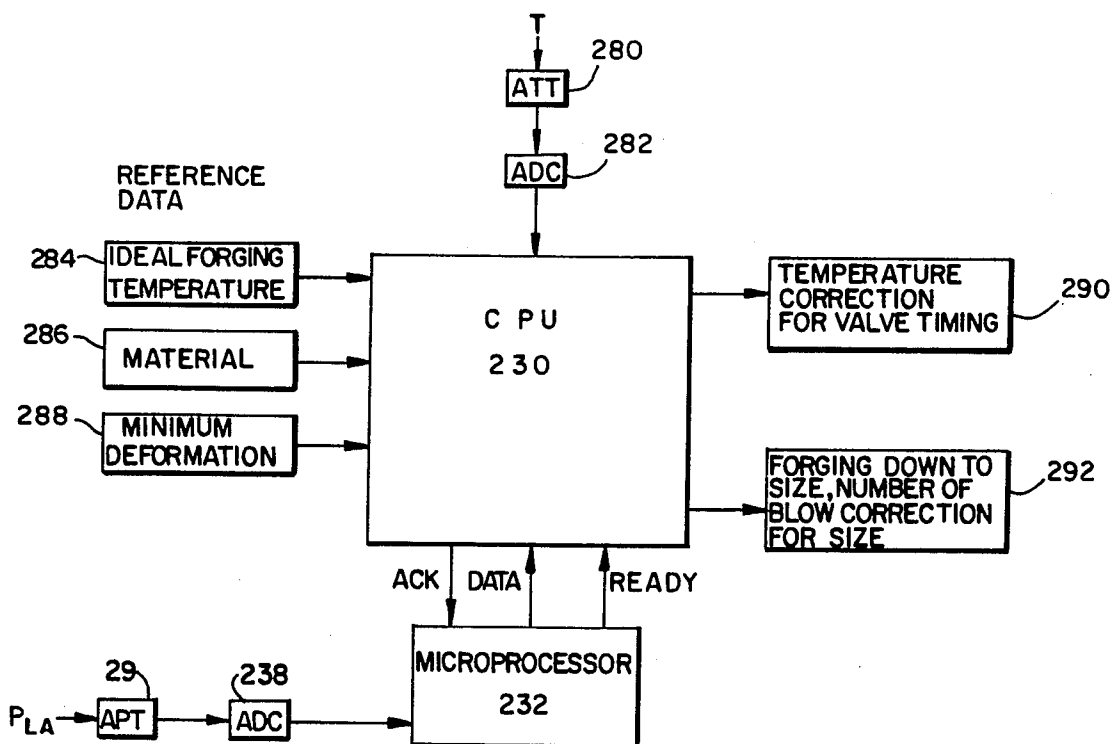 T
280
ATT
282
ADC
REFERENCE
DATA
284
IDEAL FORGING
TEMPERATURE
286
MATERIAL
288
MINIMUM
DEFORMATION
CPU
230
TEMPERATURE
CORRECTION
FOR VALVE TIMING
290
FORGING DOWN TO
SIZE, NUMBER OF
BLOW CORRECTION
FOR SIZE
292
ACK DATA READY
MICROPROCESSOR
232
29
238
PLA
APT
ADC